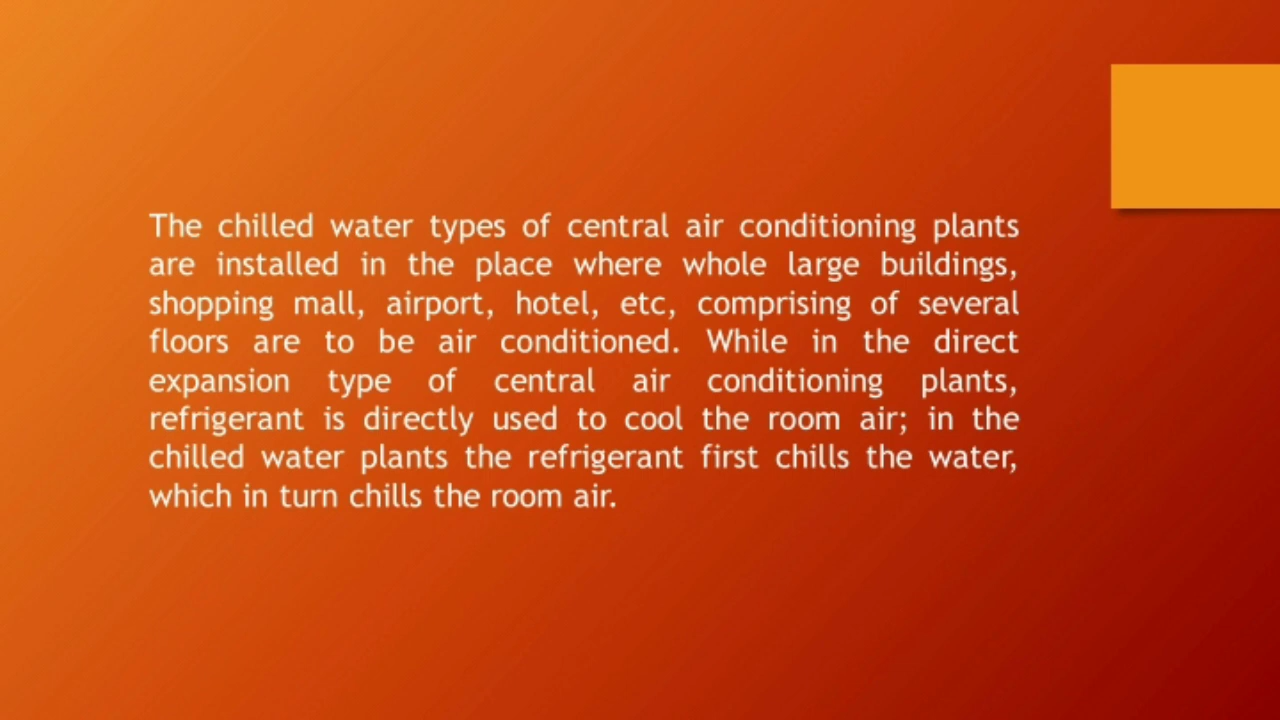 The chilled water types of central air conditioning plants
are installed in the place where whole large buildings,
shopping mall, airport, hotel, etc, comprising of several
floors are to be air conditioned. While in the direct
expansion type of central air conditioning plants,
refrigerant is directly used to cool the room air; in the
chilled water plants the refrigerant first chills the water,
which in turn chills the room air.